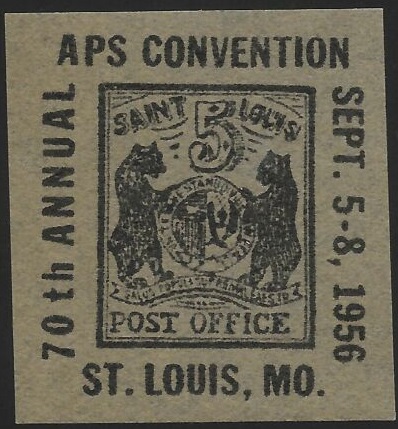 APS CONVENTION
70th ANNUAL
SEPT. 5-8, 1956
SAINT LOUIS
5
POST OFFICE
ST. LOUIS, MO.